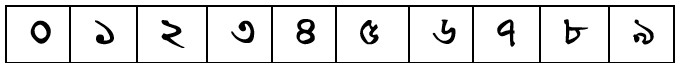 ০ ১ ২ ৩ ৪ ৫ ৬ ৭ ৮ ৯